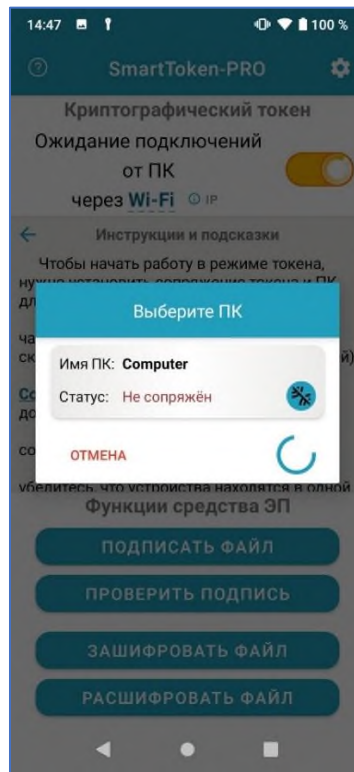 14:47 100 %
SmartToken-PRO
Криптографический токен
Ожидание подключений
от ПК
через Wi-Fi IP
Инструкции и подсказки
Чтобы начать работу в режиме токена,
Выберите ПК
Имя ПК: Computer
Статус: Не сопряжён
ОТМЕНА
убедитесь, что устройства находятся в одной
Функции средства ЭП
ПОДПИСАТЬ ФАЙЛ
ПРОВЕРИТЬ ПОДПИСЬ
ЗАШИФРОВАТЬ ФАЙЛ
РАСШИФРОВАТЬ ФАЙЛ